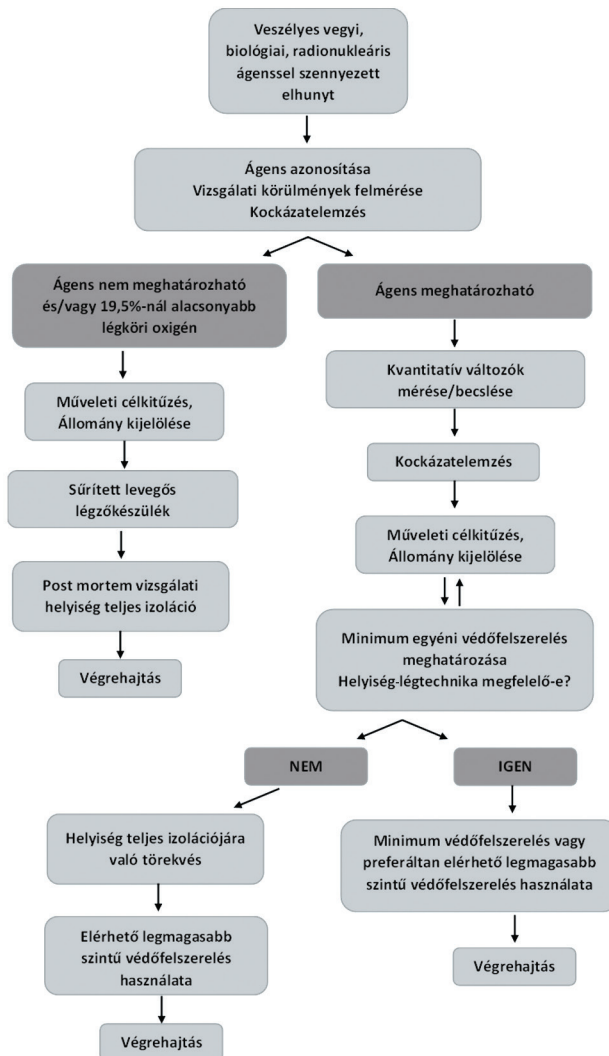 Veszélyes vegyi,
biológiai, radionukleáris
ágenssel szennyezett
elhunyt
Ágens azonosítása
Vizsgálati körülmények felmérése
Kockázatelemzés
Ágens nem meghatározható
és/vagy 19,5%-nál alacsonyabb
légköri oxigén
Műveleti célkitűzés,
Állomány kijelölése
Sűrített levegős
légzőkészülék
Post mortem vizsgálati
helyiség teljes izoláció
Végrehajtás
Ágens meghatározható
Kvantitatív változók
mérése/becslése
Kockázatelemzés
Műveleti célkitűzés,
Állomány kijelölése
Minimum egyéni védőfelszerelés
meghatározása
Helyiség-légtechnika megfelelő-e?
NEM
Helyiség teljes izolációjára
való törekvés
Elérhető legmagasabb
szintű védőfelszerelés
használata
Végrehajtás
IGEN
Minimum védőfelszerelés vagy
preferáltan elérhető legmagasabb
szintű védőfelszerelés használata
Végrehajtás